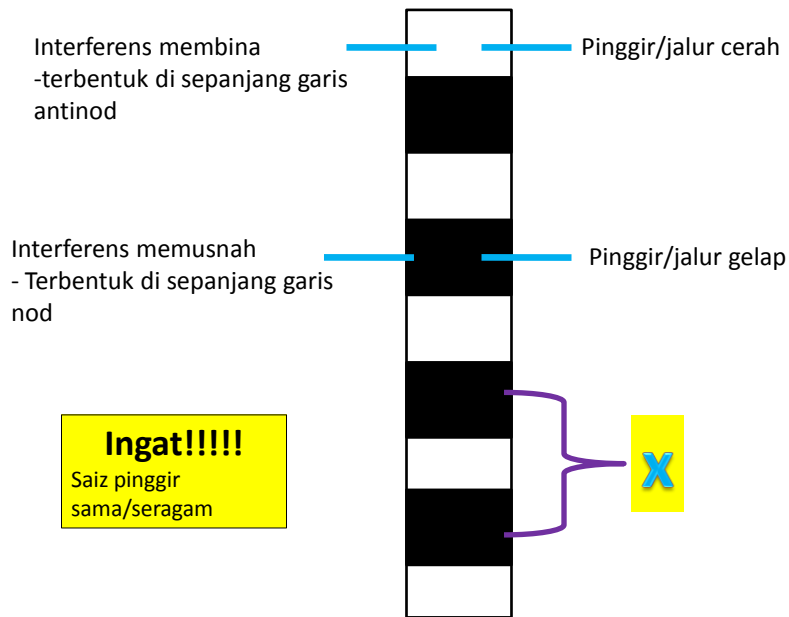 Interferens membina
-terbentuk di sepanjang garis
antinod
Pinggir/jalur cerah
Interferens memusnah
- Terbentuk di sepanjang garis
nod
Pinggir/jalur gelap
Ingat!!!!!
Saiz pinggir
sama/seragam
X